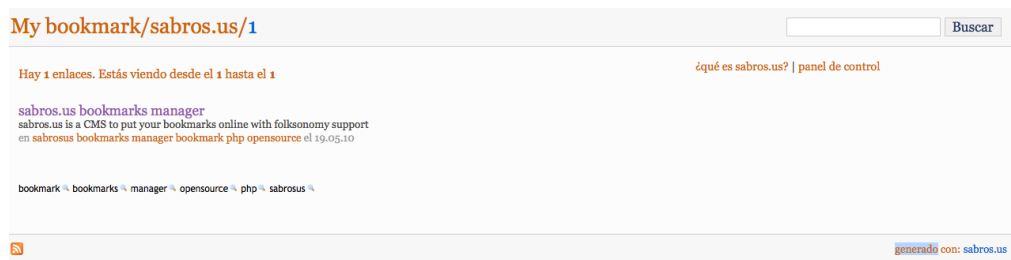 My bookmark/sabros.us/1
Buscar
Hay 1 enlaces. Estás viendo desde el 1 hasta el 1
¿qué es sabros.us? | panel de control
sabros.us bookmarks manager
sabros.us is a CMS to put your bookmarks online with folksonomy support
en sabrosus bookmarks manager bookmark php opensource el 19.05.10
bookmark bookmarks manager opensource php sabrosus
generado con: sabros.us